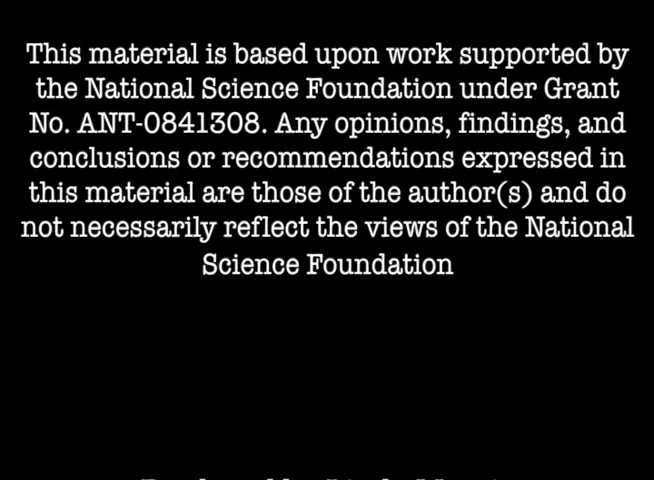 This material is based upon work supported by
the National Science Foundation under Grant
No. ANT-0841308. Any opinions, findings, and
conclusions or recommendations expressed in
this material are those of the author(s) and do
not necessarily reflect the views of the National
Science Foundation